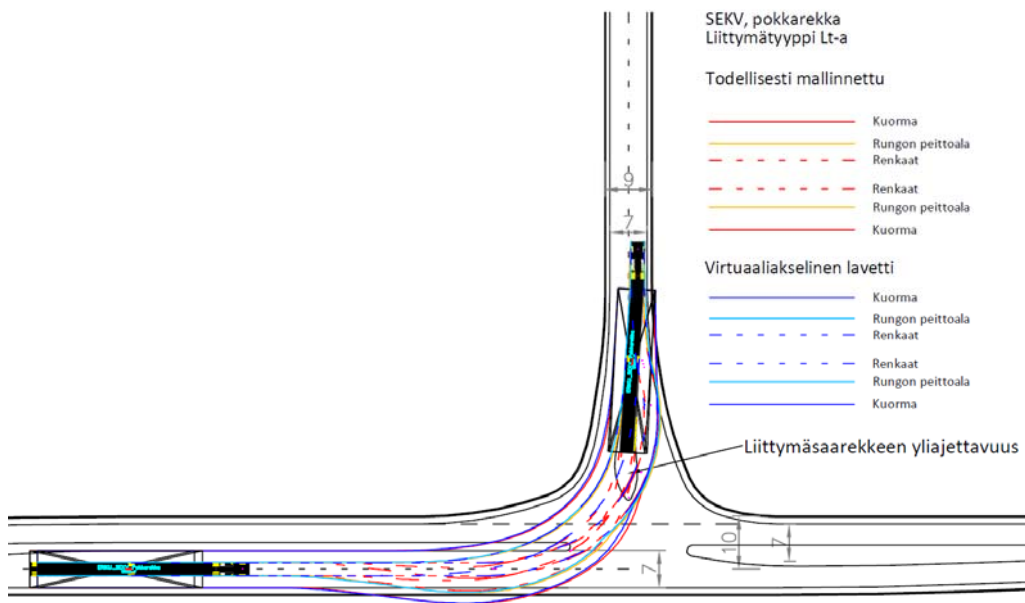 SEKV, pokkarekka
Liittymätyyppi Lt-a
Todellisesti mallinnettu
Kuorma
Rungon peittoala
Renkaat
Renkaat
Rungon peittoala
Kuorma
Virtuaaliakselinen lavetti
Kuorma
Rungon peittoala
Renkaat
Renkaat
Rungon peittoala
Kuorma
9
7
Liittymäsaarekkeen yliajettavuus
10
7
7